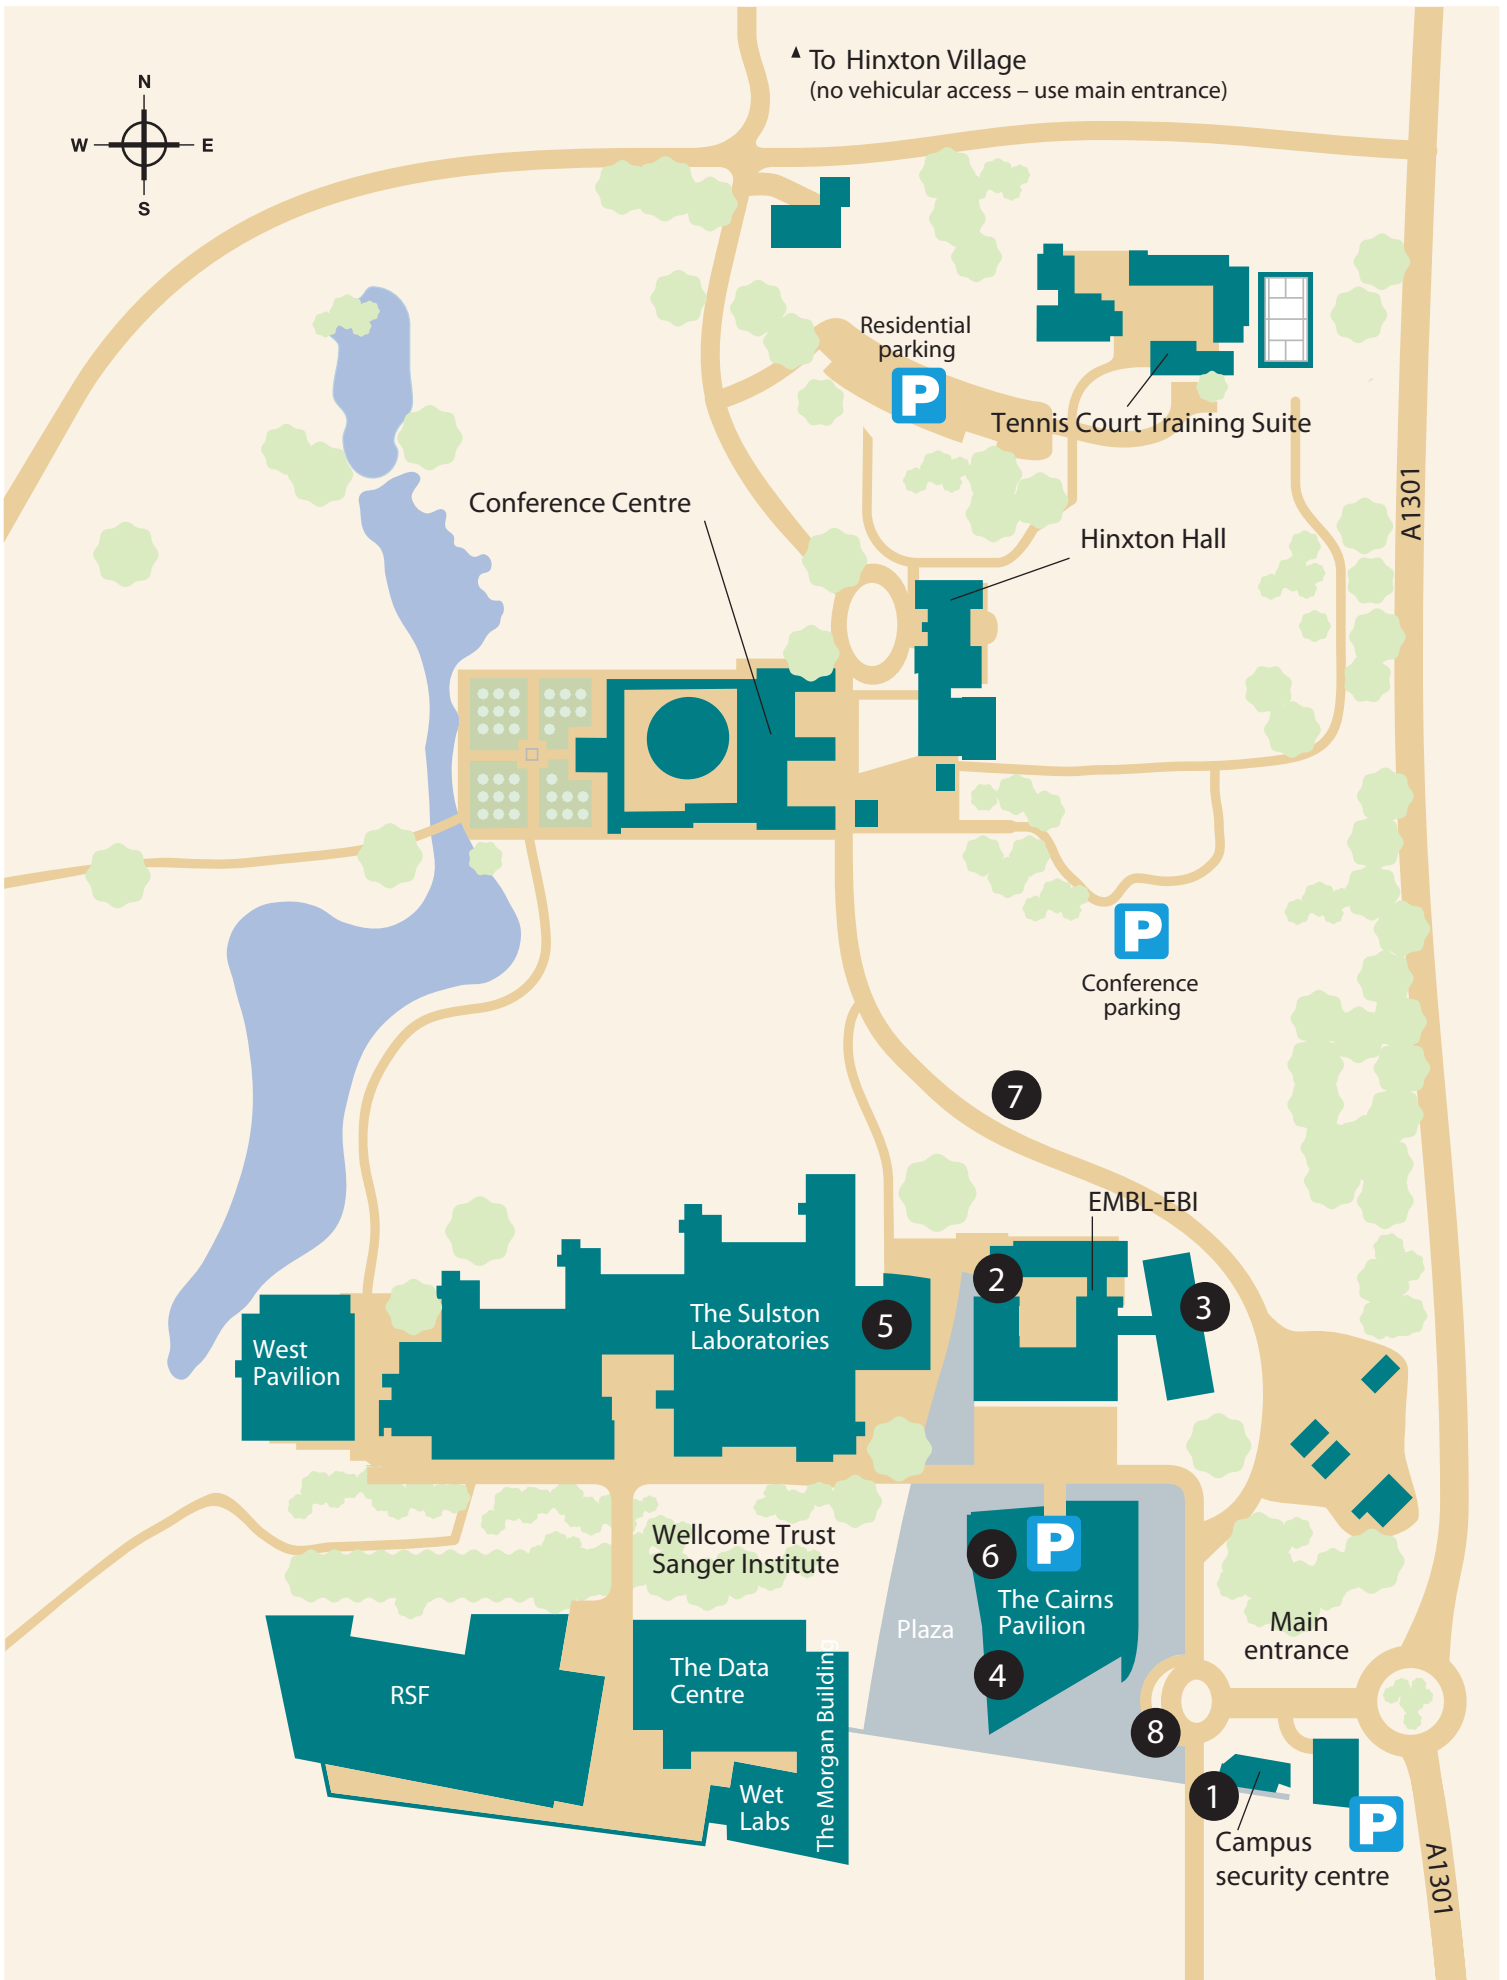 To Hinxton Village
(no vehicular access – use main entrance)
N
W
E
S
Residential
parking
P
Tennis Court Training Suite
A1301
Conference Centre
Hinxton Hall
P
Conference
parking
7
EMBL-EBI
2
3
5
The Sulston
Laboratories
West
Pavilion
Wellcome Trust
Sanger Institute
6
P
The Cairns
Pavilion
Plaza
4
Main
entrance
RSF
The Data
Centre
The Morgan Building
Wet
Labs
8
1
P
Campus
security centre
A1301